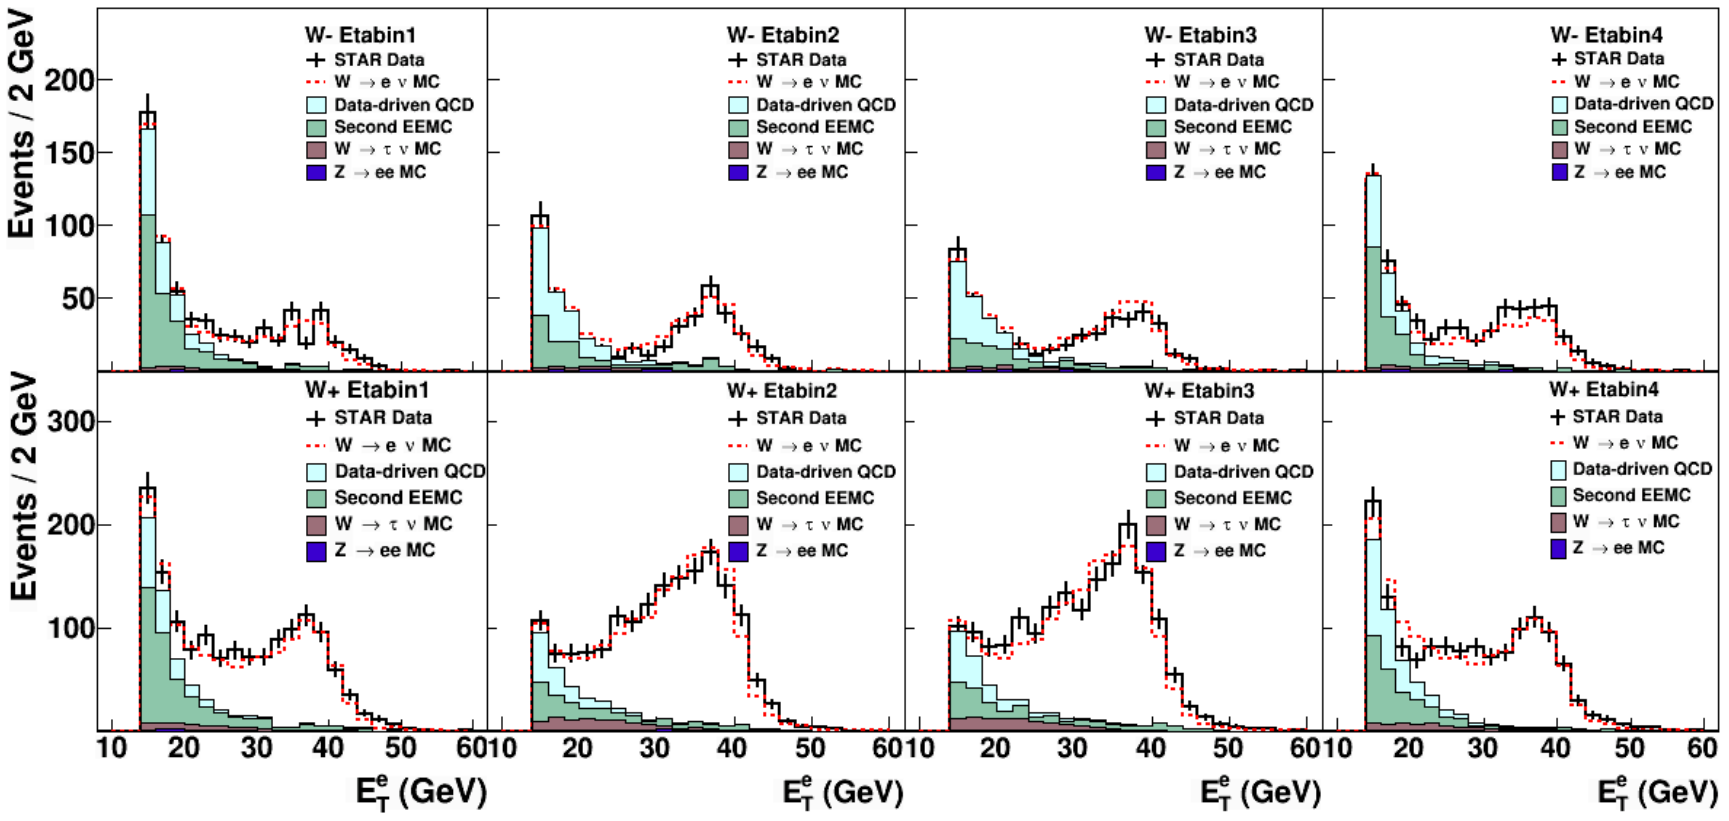 Events / 2 GeV
200
150
100
50
W- Etabin1
STAR Data
W → e ν MC
Data-driven QCD
Second EEMC
W → τ ν MC
Z → ee MC
W- Etabin2
STAR Data
W → e ν MC
Data-driven QCD
Second EEMC
W → τ ν MC
Z → ee MC
W- Etabin3
STAR Data
W → e ν MC
Data-driven QCD
Second EEMC
W → τ ν MC
Z → ee MC
W- Etabin4
STAR Data
W → e ν MC
Data-driven QCD
Second EEMC
W → τ ν MC
Z → ee MC
Events / 2 GeV
300
200
100
W+ Etabin1
STAR Data
W → e ν MC
Data-driven QCD
Second EEMC
W → τ ν MC
Z → ee MC
W+ Etabin2
STAR Data
W → e ν MC
Data-driven QCD
Second EEMC
W → τ ν MC
Z → ee MC
W+ Etabin3
STAR Data
W → e ν MC
Data-driven QCD
Second EEMC
W → τ ν MC
Z → ee MC
W+ Etabin4
STAR Data
W → e ν MC
Data-driven QCD
Second EEMC
W → τ ν MC
Z → ee MC
10 20 30 40 50 60 10 20 30 40 50 60 10 20 30 40 50 60 10 20 30 40 50 60
E_T^e (GeV) E_T^e (GeV) E_T^e (GeV) E_T^e (GeV)